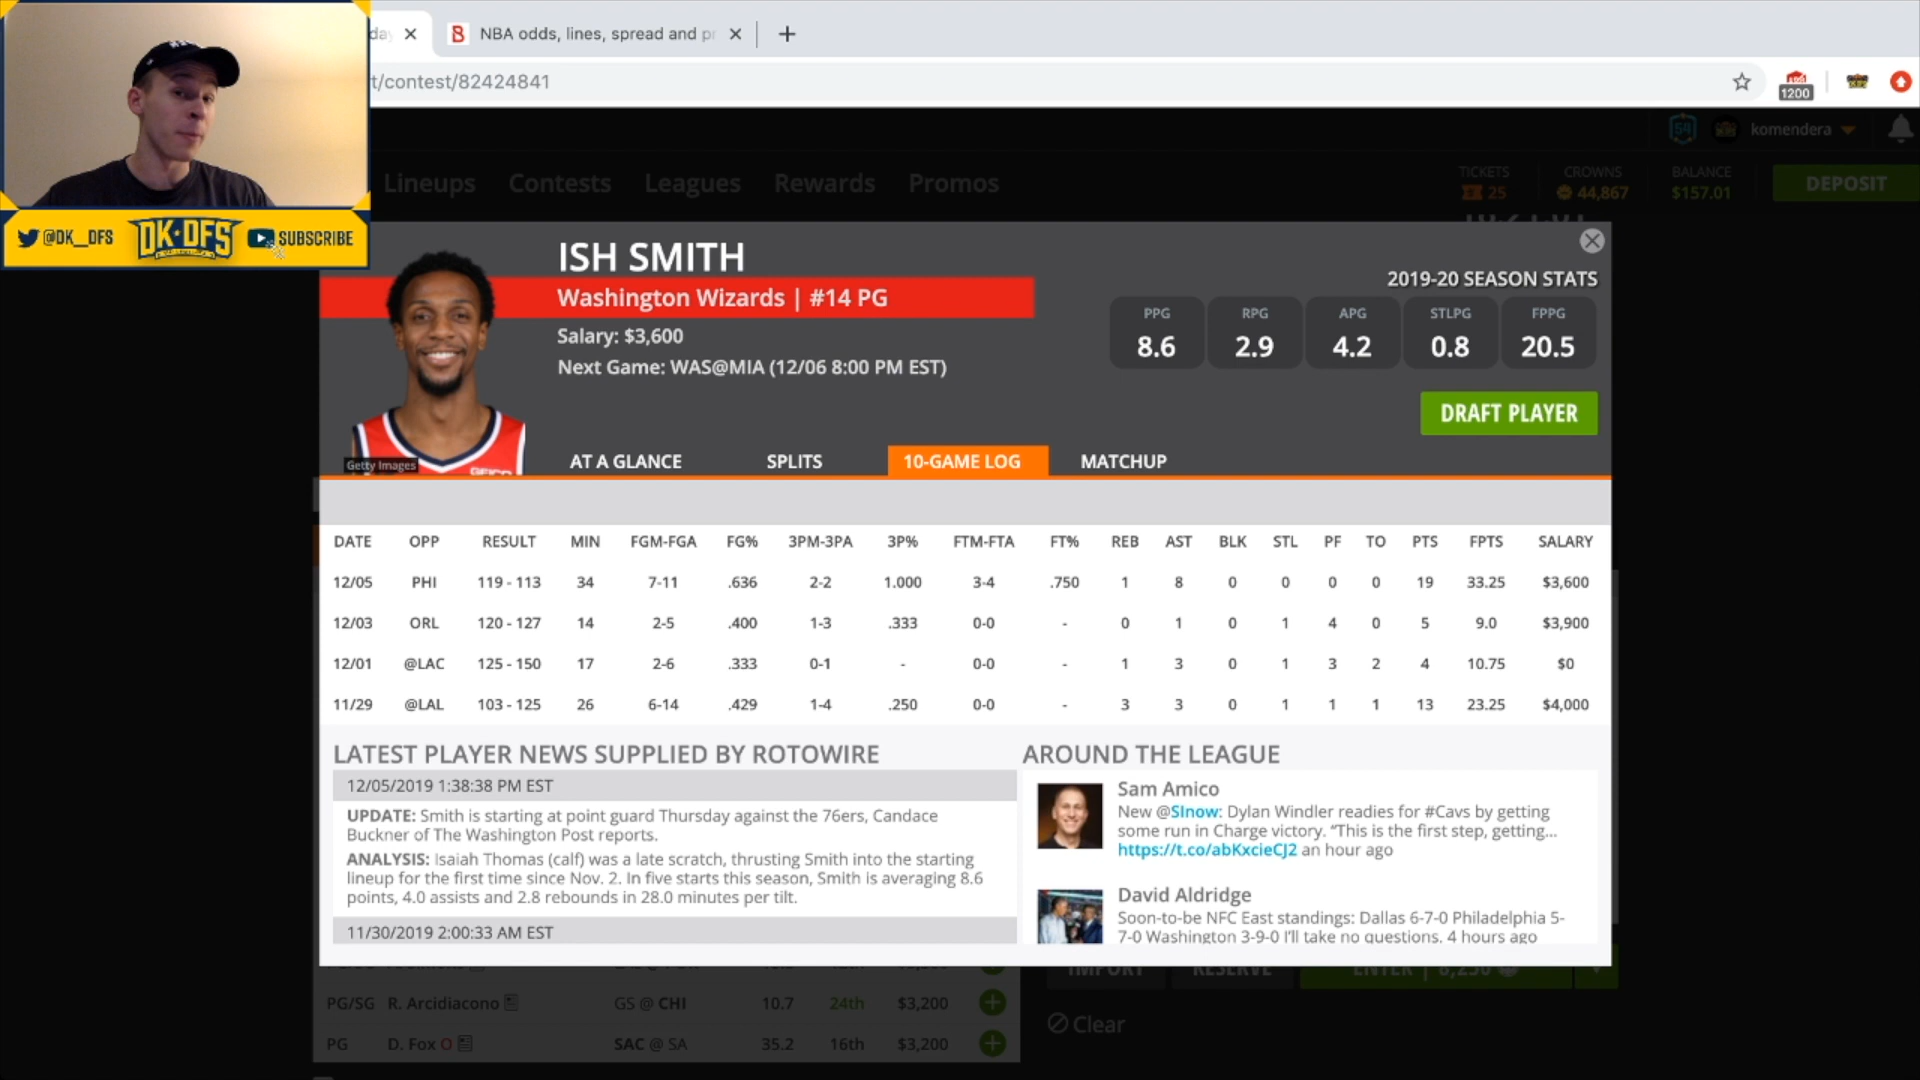 NBA odds, lines, spread and pr
t/contest/82424841
1200
54
komendera
Lineups
Contests
Leagues
Rewards
Promos
TICKETS
25
CROWNS
44,867
BALANCE
$157.01
DEPOSIT
@DK__DFS
DK★DFS
SUBSCRIBE
ISH SMITH
Washington Wizards | #14 PG
Salary: $3,600
Next Game: WAS@MIA (12/06 8:00 PM EST)
2019-20 SEASON STATS
PPG RPG APG STLPG FPPG
8.6 2.9 4.2 0.8 20.5
DRAFT PLAYER
Getty Images
AT A GLANCE SPLITS 10-GAME LOG MATCHUP
DATE OPP RESULT MIN FGM-FGA FG% 3PM-3PA 3P% FTM-FTA FT% REB AST BLK STL PF TO PTS FPTS SALARY
12/05 PHI 119 - 113 34 7-11 .636 2-2 1.000 3-4 .750 1 8 0 0 0 0 19 33.25 $3,600
12/03 ORL 120 - 127 14 2-5 .400 1-3 .333 0-0 - 0 1 0 1 4 0 5 9.0 $3,900
12/01 @LAC 125 - 150 17 2-6 .333 0-1 - 0-0 - 1 3 0 1 3 2 4 10.75 $0
11/29 @LAL 103 - 125 26 6-14 .429 1-4 .250 0-0 - 3 3 0 1 1 1 13 23.25 $4,000
LATEST PLAYER NEWS SUPPLIED BY ROTOWIRE
12/05/2019 1:38:38 PM EST
UPDATE: Smith is starting at point guard Thursday against the 76ers, Candace
Buckner of The Washington Post reports.
ANALYSIS: Isaiah Thomas (calf) was a late scratch, thrusting Smith into the starting
lineup for the first time since Nov. 2. In five starts this season, Smith is averaging 8.6
points, 4.0 assists and 2.8 rebounds in 28.0 minutes per tilt.
11/30/2019 2:00:33 AM EST
AROUND THE LEAGUE
Sam Amico
New @SInow: Dylan Windler readies for #Cavs by getting
some run in Charge victory. “This is the first step, getting...
https://t.co/abKxcieCJ2 an hour ago
David Aldridge
Soon-to-be NFC East standings: Dallas 6-7-0 Philadelphia 5-
7-0 Washington 3-9-0 I'll take no questions. 4 hours ago
IMPORT
RESERVE
ENTER | 8,250
PG/SG R. Arcidiacono GS @ CHI 10.7 24th $3,200
PG D. Fox O SAC @ SA 35.2 16th $3,200
Clear